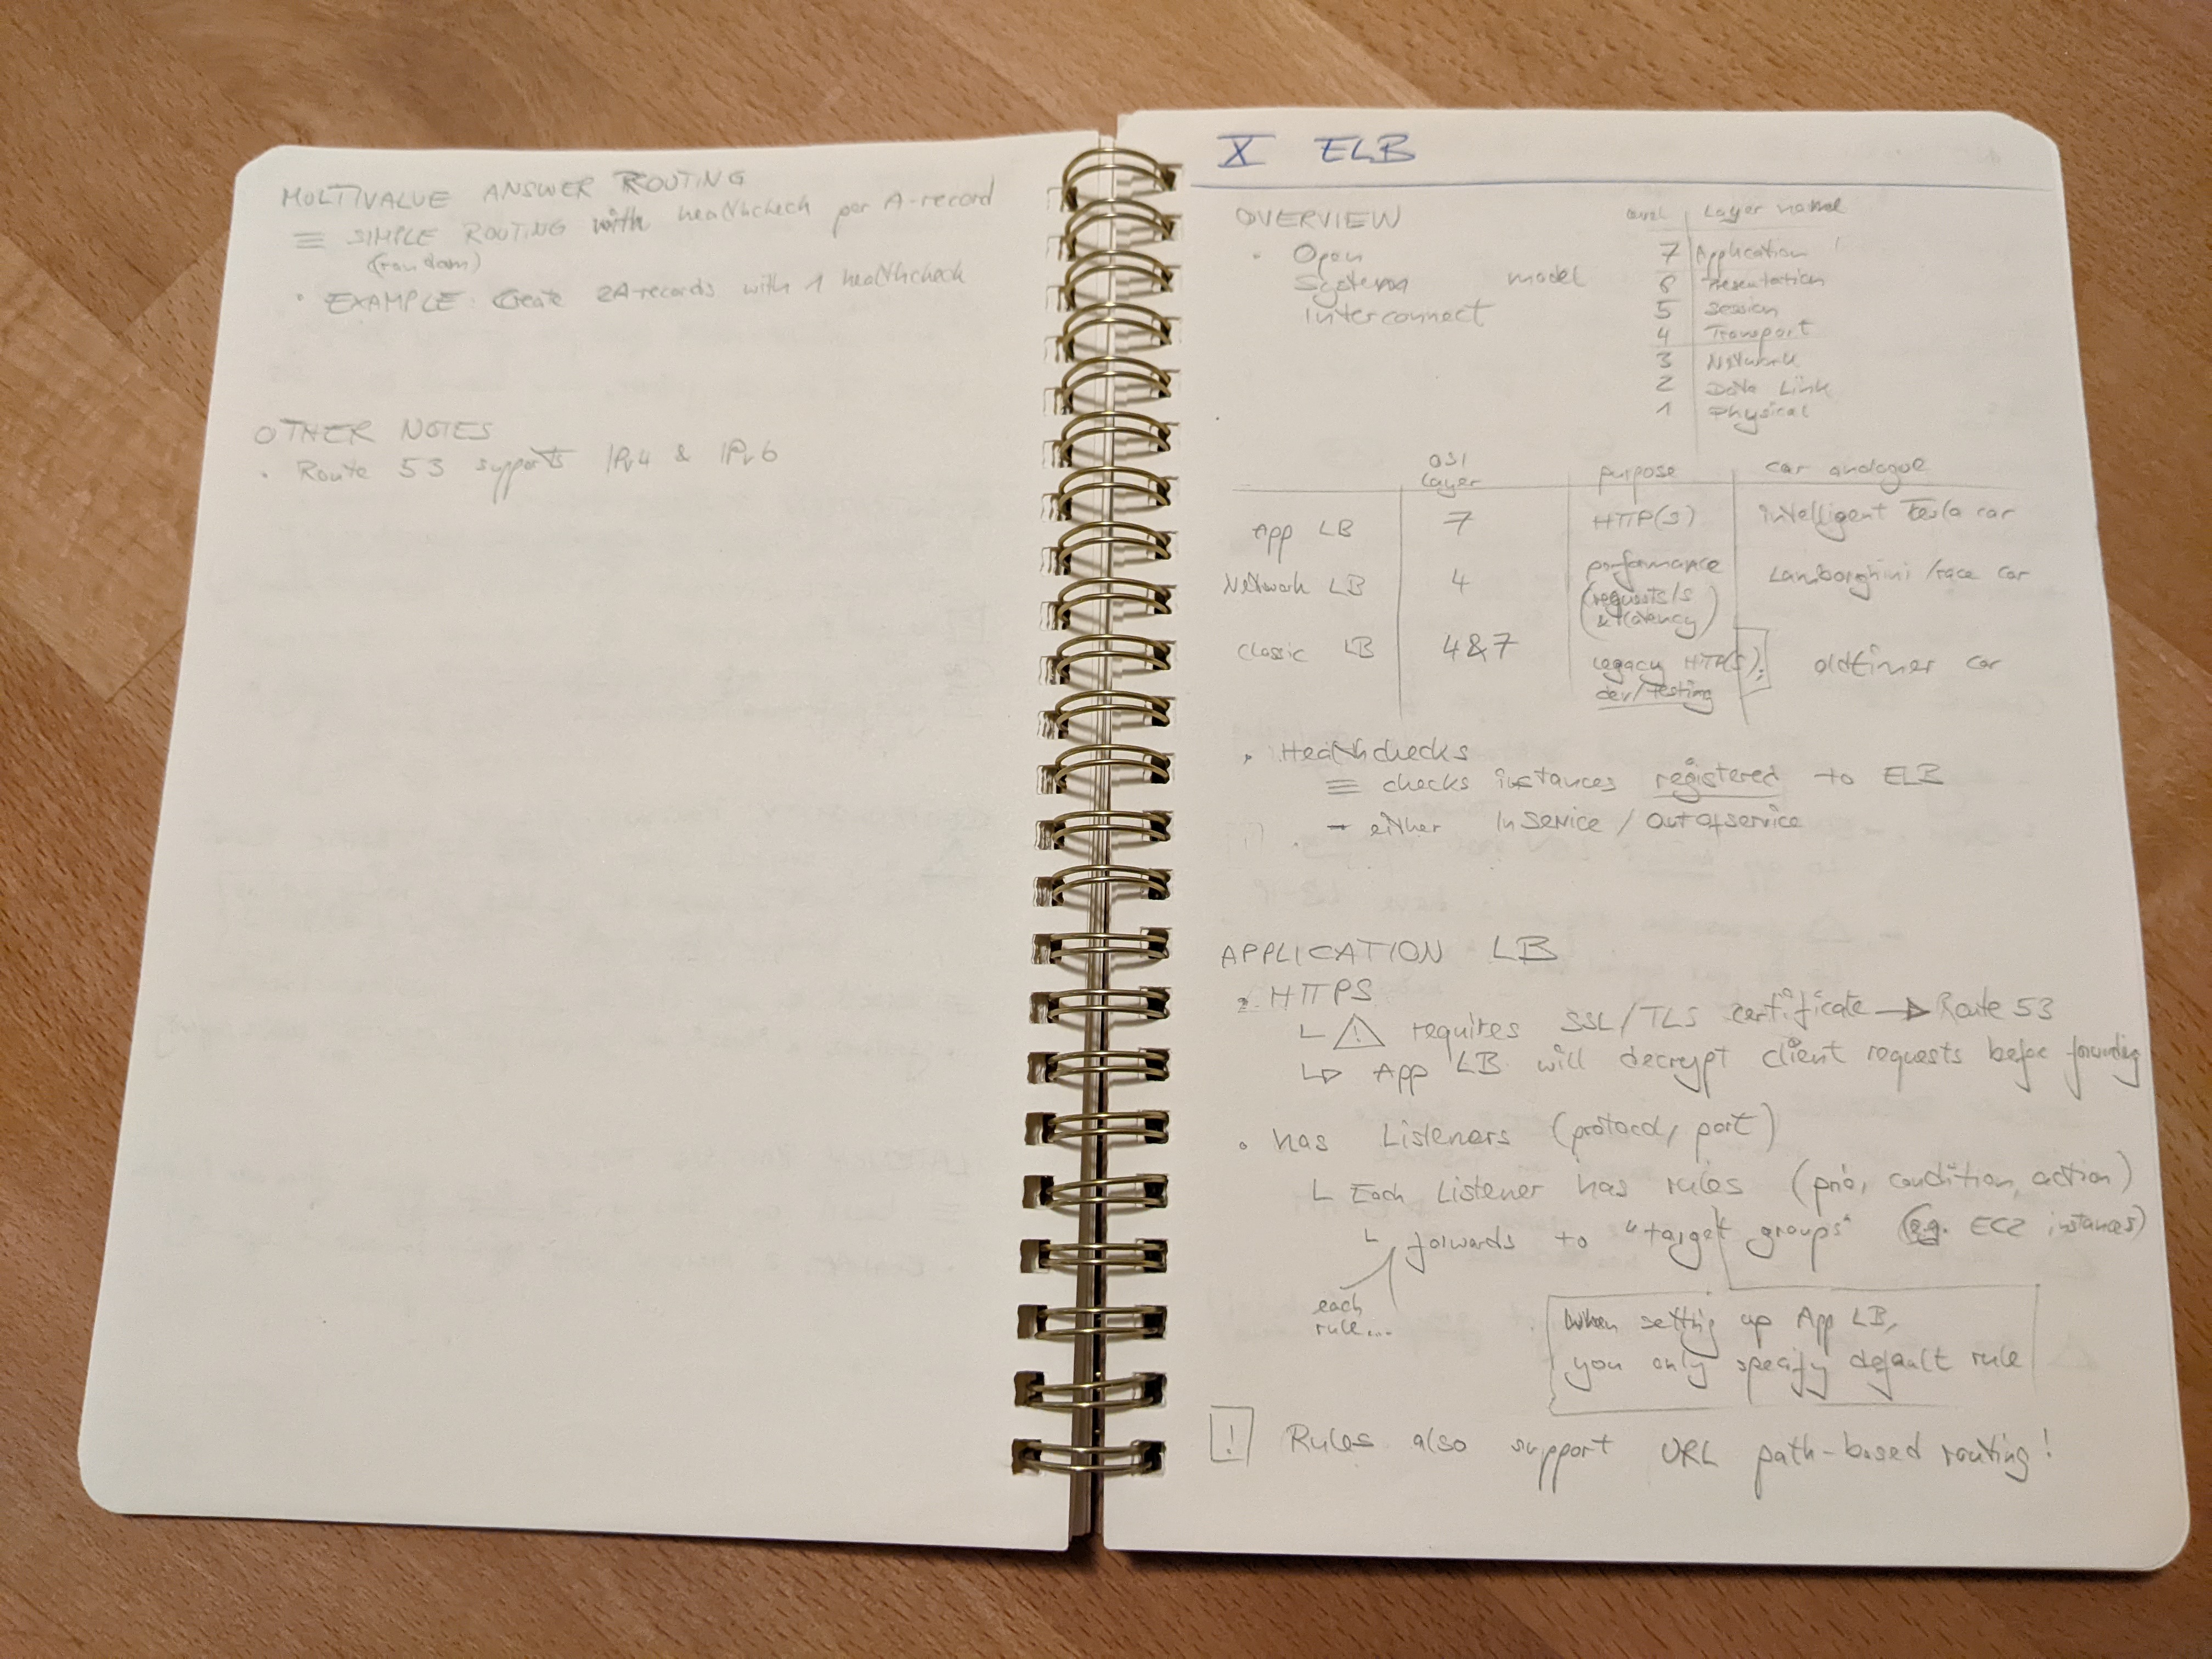 MULTIVALUE ANSWER ROUTING
≡ SIMPLE ROUTING with healthcheck per A-record
(random)
• EXAMPLE: Create 2A-records with 1 healthcheck
OTHER NOTES
• Route 53 supports IPv4 & IPv6
X ELB
OVERVIEW
• Open
Systems model
Interconnect
Layer name
7 Application
6 Presentation
5 Session
4 Transport
3 Network
2 Data Link
1 Physical
OSI Layer purpose car analogue
App LB 7 HTTP(S) intelligent Tesla car
Network LB 4 performance (requests/s & latency) Lamborghini / race car
Classic LB 4&7 legacy HTTP(S); dev/testing oldtimer car
• Healthchecks
≡ checks instances registered to ELB
- either InService / OutOfService
APPLICATION LB
• HTTPS
└ ⚠ requires SSL/TLS certificate → Route 53
└▷ App LB will decrypt client requests before forwarding
• has Listeners (protocol, port)
└ Each Listener has rules (prio, condition, action)
└ forwards to "target groups" (e.g. EC2 instances)
each
rule...
When setting up App LB,
you only specify default rule
! Rules also support URL path-based routing!